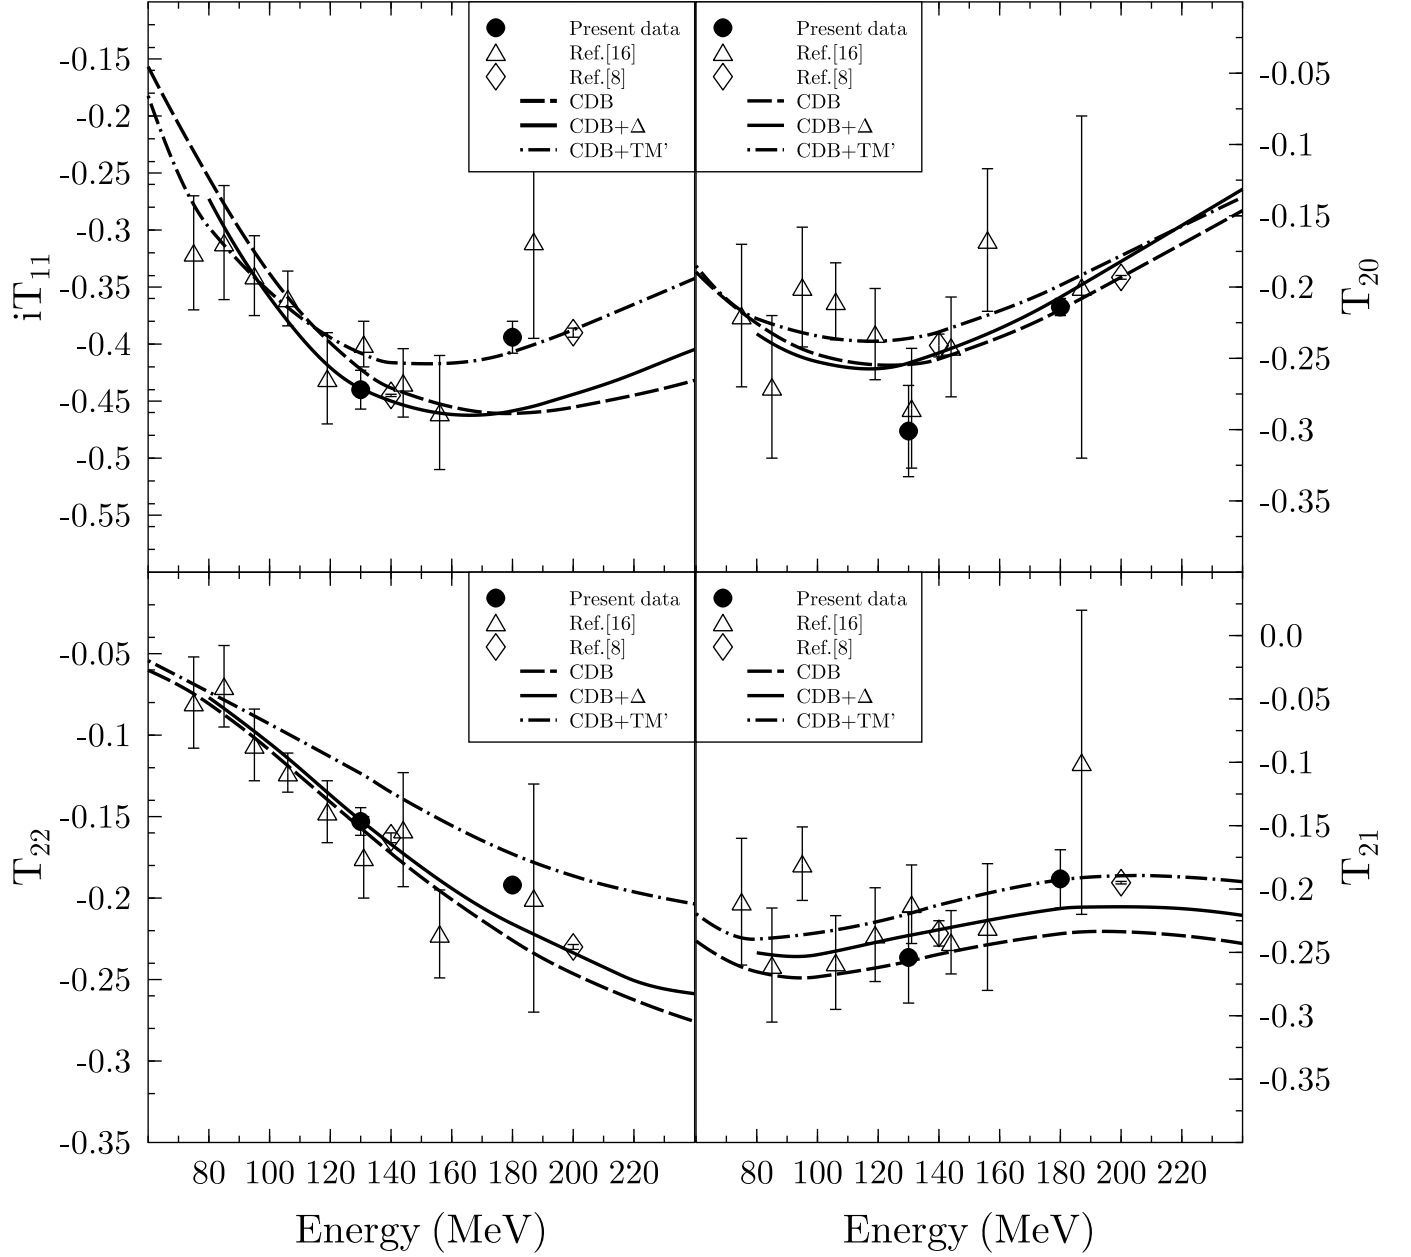 Present data
Ref.[16]
Ref.[8]
CDB
CDB+Δ
CDB+TM'
-0.15
-0.2
-0.25
-0.3
-0.35
-0.4
-0.45
-0.5
-0.55
iT11
Present data
Ref.[16]
Ref.[8]
CDB
CDB+Δ
CDB+TM'
-0.05
-0.1
-0.15
-0.2
-0.25
-0.3
-0.35
T20
Present data
Ref.[16]
Ref.[8]
CDB
CDB+Δ
CDB+TM'
-0.05
-0.1
-0.15
-0.2
-0.25
-0.3
-0.35
T22
80 100 120 140 160 180 200 220
Energy (MeV)
Present data
Ref.[16]
Ref.[8]
CDB
CDB+Δ
CDB+TM'
0.0
-0.05
-0.1
-0.15
-0.2
-0.25
-0.3
-0.35
T21
80 100 120 140 160 180 200 220
Energy (MeV)